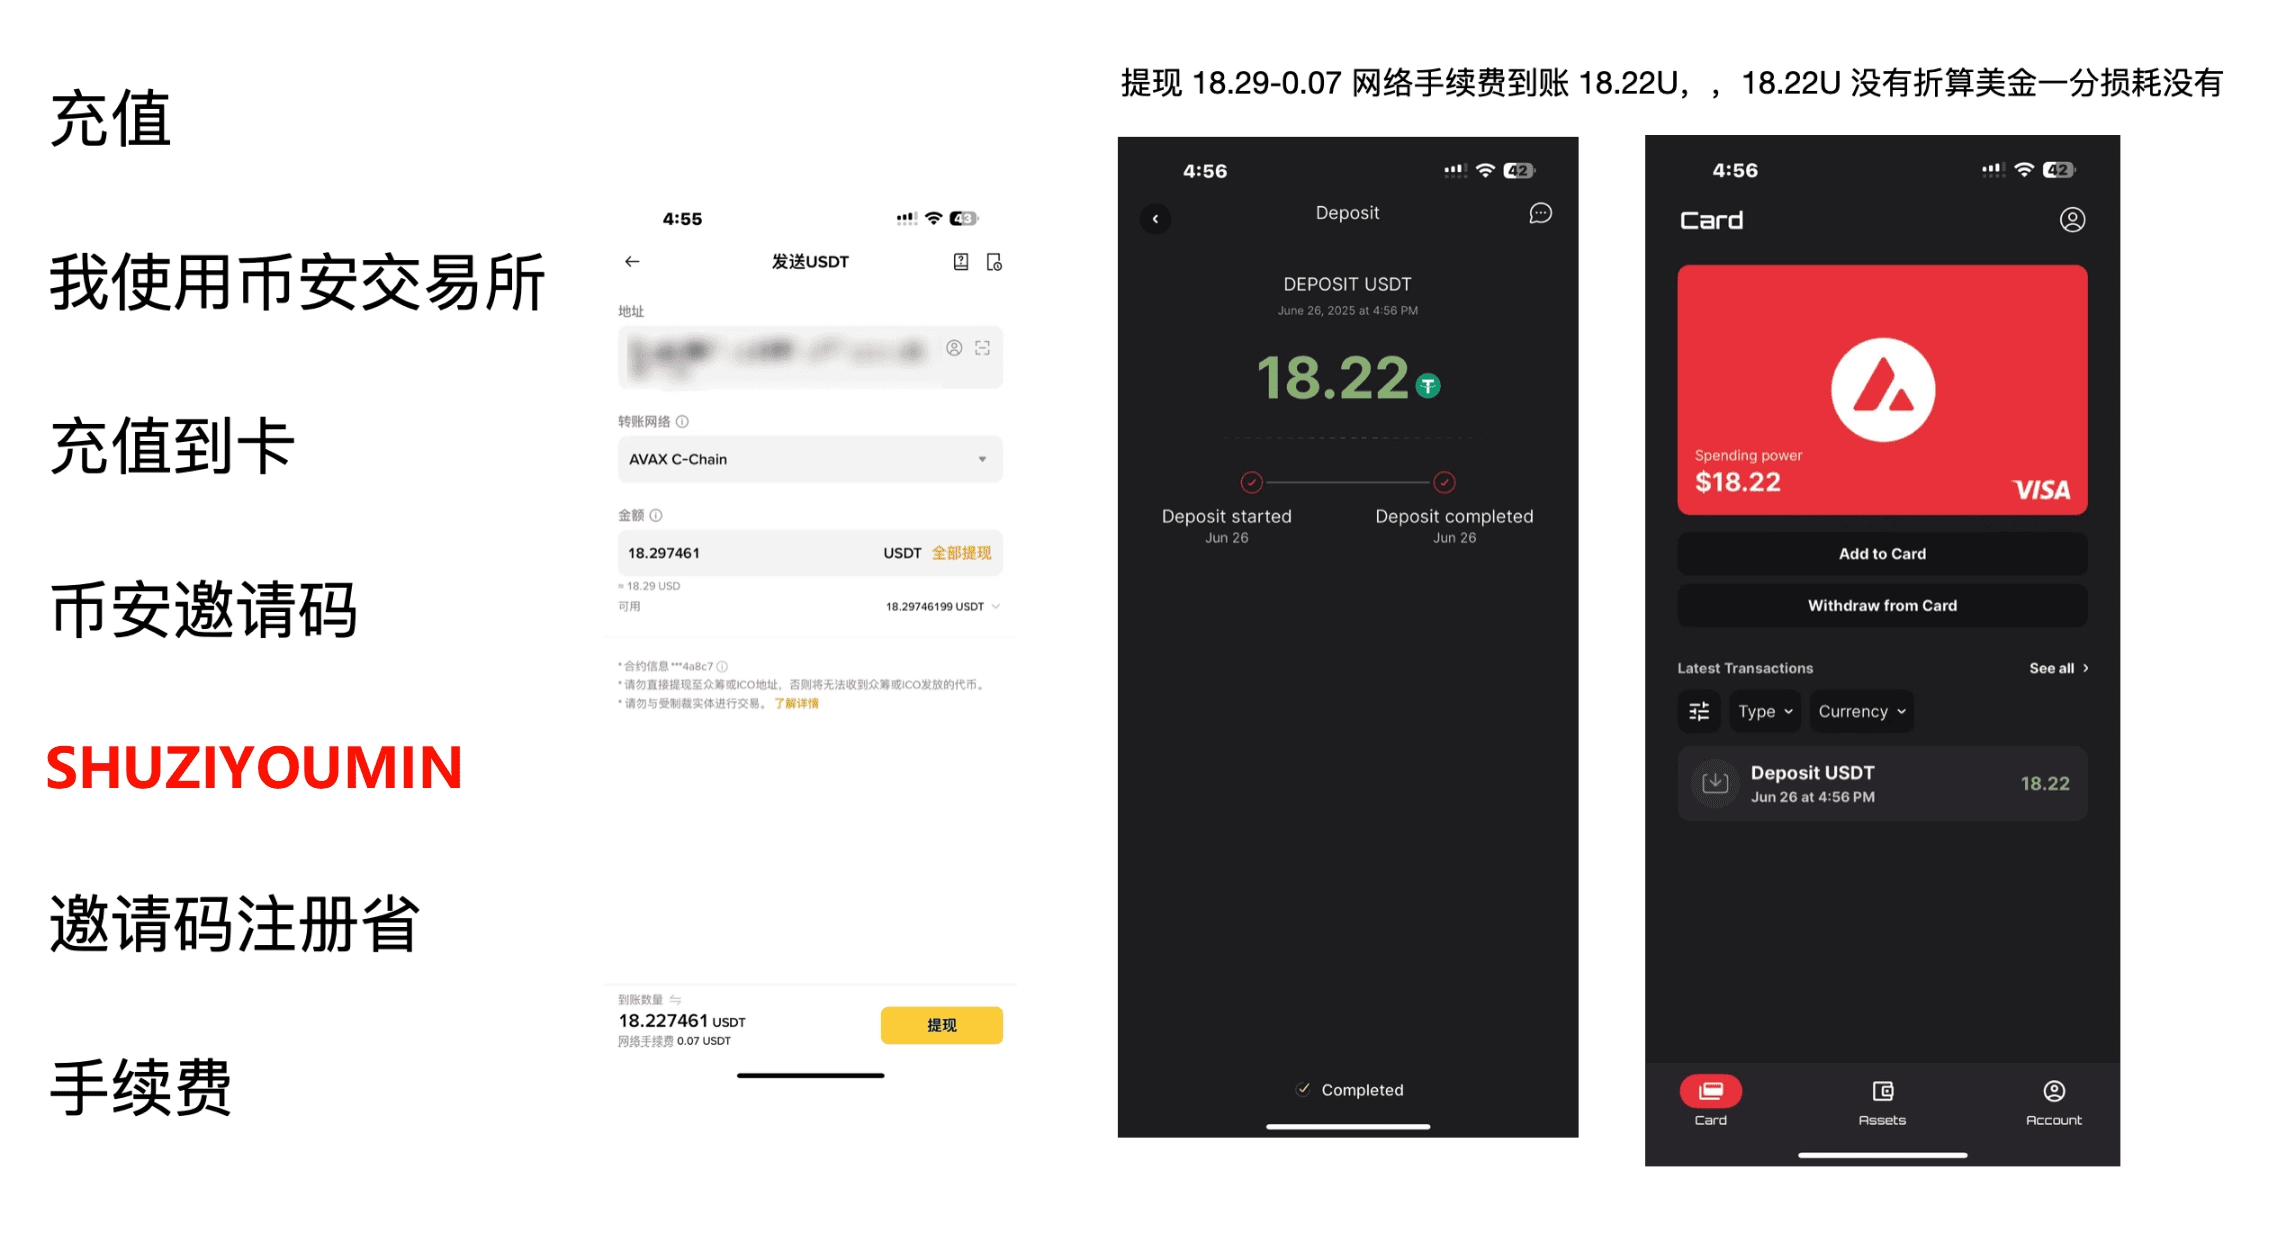 充值
我使用币安交易所
充值到卡
币安邀请码
SHUZIYOUMIN
邀请码注册省
手续费
4:55
43
发送USDT
地址
转账网络
AVAX C-Chain
金额
18.297461 USDT 全部提现
≈ 18.29 USD
可用 18.29746199 USDT
*合约信息 ***4a8c7
*请勿直接提现至众筹或ICO地址，否则将无法收到众筹或ICO发放的代币。
*请勿与受制裁实体进行交易。了解详情
到账数量
18.227461 USDT
网络手续费 0.07 USDT
提现
提现 18.29-0.07 网络手续费到账 18.22U，，18.22U 没有折算美金一分损耗没有
4:56
42
Deposit
DEPOSIT USDT
June 26, 2025 at 4:56 PM
18.22
Deposit started
Jun 26
Deposit completed
Jun 26
Completed
4:56
42
Card
Spending power
$18.22
VISA
Add to Card
Withdraw from Card
Latest Transactions
See all
Type
Currency
Deposit USDT
Jun 26 at 4:56 PM
18.22
Card
Assets
Account